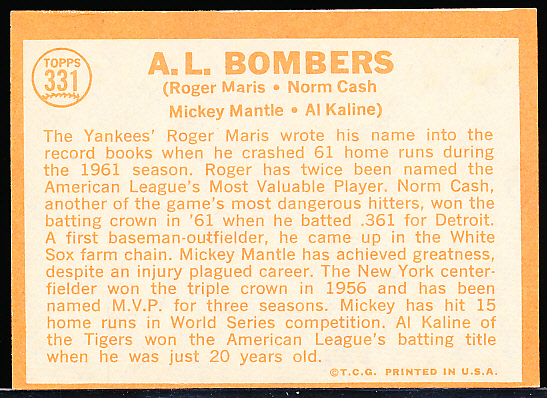 TOPPS
331
A.L. BOMBERS
(Roger Maris • Norm Cash
Mickey Mantle • Al Kaline)
The Yankees' Roger Maris wrote his name into the
record books when he crashed 61 home runs during
the 1961 season. Roger has twice been named the
American League's Most Valuable Player. Norm Cash,
another of the game's most dangerous hitters, won the
batting crown in '61 when he batted .361 for Detroit.
A first baseman-outfielder, he came up in the White
Sox farm chain. Mickey Mantle has achieved greatness,
despite an injury plagued career. The New York center-
fielder won the triple crown in 1956 and has been
named M.V.P. for three seasons. Mickey has hit 15
home runs in World Series competition. Al Kaline of
the Tigers won the American League's batting title
when he was just 20 years old.
©T.C.G. PRINTED IN U.S.A.